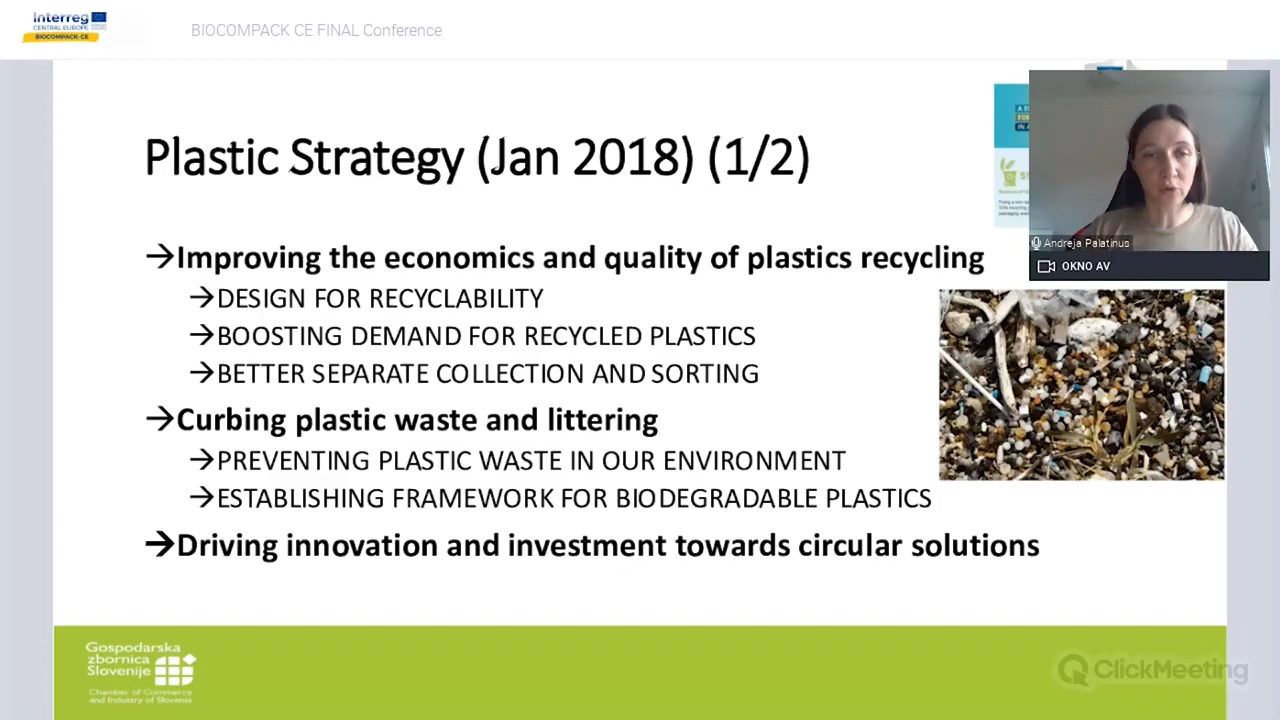 Interreg
CENTRAL EUROPE
BIOCOMPACK-CE
BIOCOMPACK CE FINAL Conference
Plastic Strategy (Jan 2018) (1/2)
→Improving the economics and quality of plastics recycling
→DESIGN FOR RECYCLABILITY
→BOOSTING DEMAND FOR RECYCLED PLASTICS
→BETTER SEPARATE COLLECTION AND SORTING
→Curbing plastic waste and littering
→PREVENTING PLASTIC WASTE IN OUR ENVIRONMENT
→ESTABLISHING FRAMEWORK FOR BIODEGRADABLE PLASTICS
→Driving innovation and investment towards circular solutions
Andreja Palatinus
OKNO AV
Gospodarska
zbornica
Slovenije
Chamber of Commerce
and Industry of Slovenia
ClickMeeting